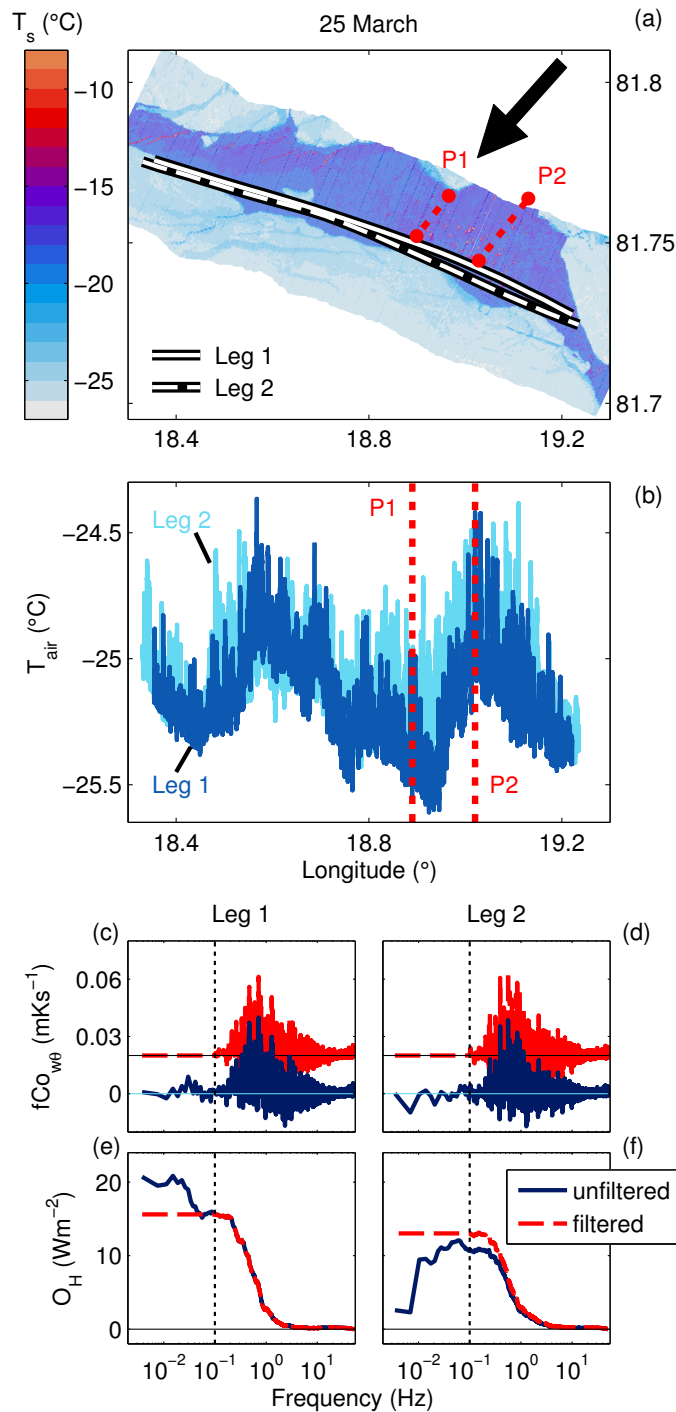 T_s (°C)
25 March
(a)
−10
−15
−20
−25
81.8
81.75
81.7
P1
P2
Leg 1
Leg 2
18.4
18.8
19.2
(b)
−24.5
−25
−25.5
T_air (°C)
Leg 2
P1
Leg 1
P2
18.4
18.8
19.2
Longitude (°)
Leg 1
Leg 2
(c)
(d)
fCo_wθ (mKs⁻¹)
0.06
0.03
0
(e)
(f)
O_H (Wm⁻²)
20
10
0
unfiltered
filtered
10⁻² 10⁻¹ 10⁰ 10¹
10⁻² 10⁻¹ 10⁰ 10¹
Frequency (Hz)